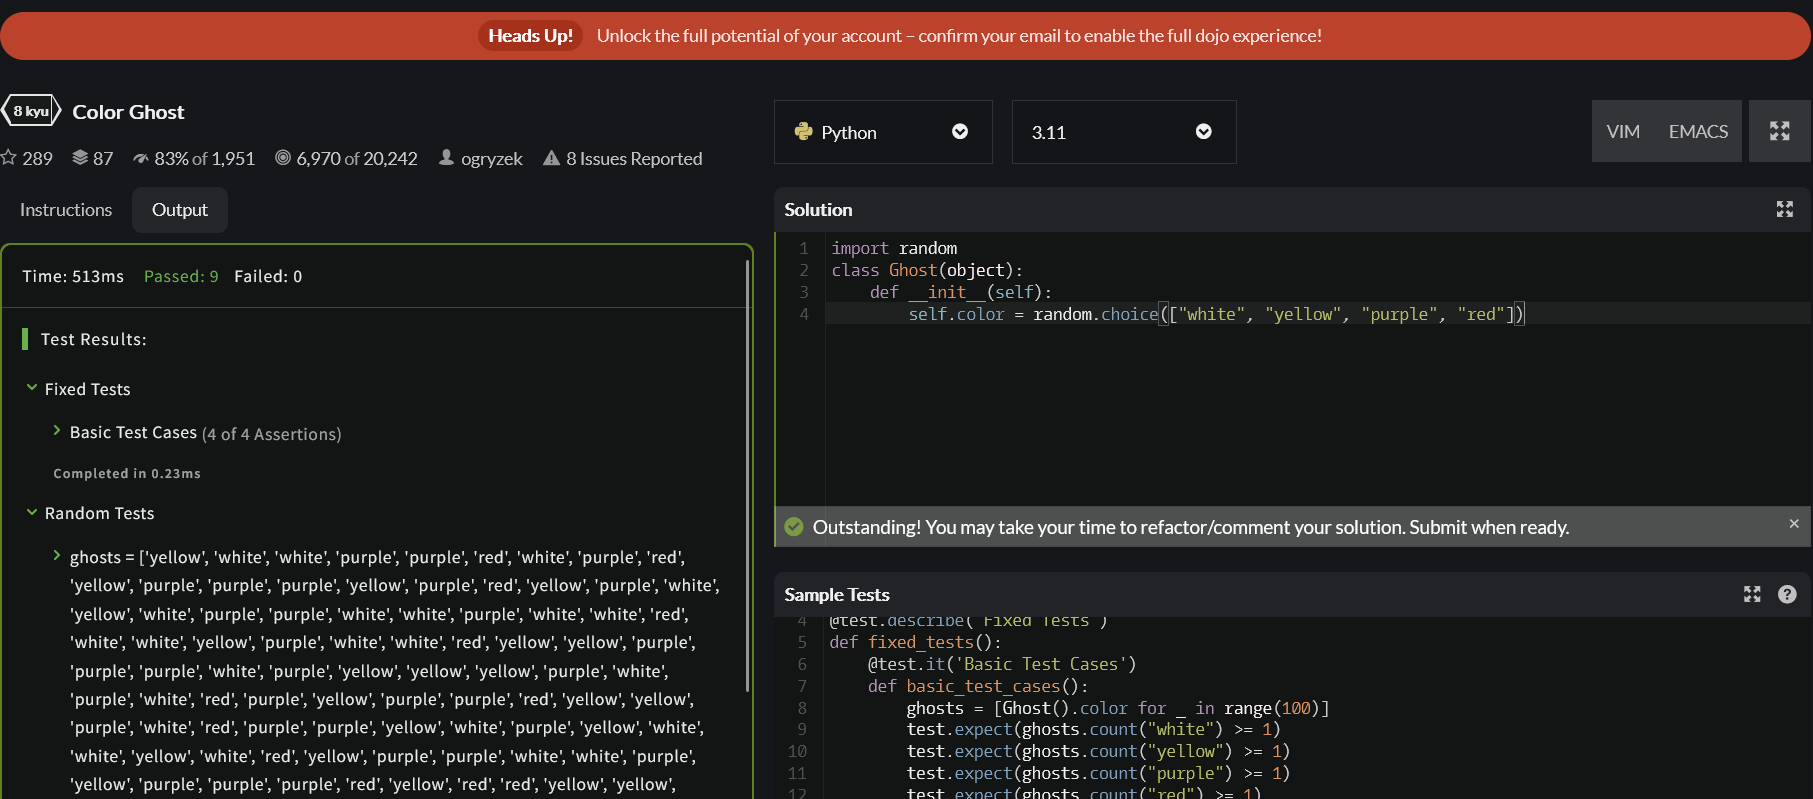 Heads Up! Unlock the full potential of your account – confirm your email to enable the full dojo experience!
8 kyu Color Ghost
289 87 83% of 1,951 6,970 of 20,242 ogryzek 8 Issues Reported
Instructions Output
Time: 513ms Passed: 9 Failed: 0
Test Results:
Fixed Tests
Basic Test Cases (4 of 4 Assertions)
Completed in 0.23ms
Random Tests
ghosts = ['yellow', 'white', 'white', 'purple', 'purple', 'red', 'white', 'purple', 'red',
'yellow', 'purple', 'purple', 'purple', 'yellow', 'purple', 'red', 'yellow', 'purple', 'white',
'yellow', 'white', 'purple', 'purple', 'white', 'white', 'purple', 'white', 'white', 'red',
'white', 'white', 'yellow', 'purple', 'white', 'white', 'red', 'yellow', 'yellow', 'purple',
'purple', 'purple', 'white', 'purple', 'yellow', 'yellow', 'yellow', 'purple', 'white',
'purple', 'white', 'red', 'purple', 'yellow', 'purple', 'purple', 'red', 'yellow', 'yellow',
'purple', 'white', 'red', 'purple', 'purple', 'yellow', 'white', 'purple', 'yellow', 'white',
'white', 'yellow', 'white', 'red', 'yellow', 'purple', 'purple', 'white', 'white', 'purple',
'yellow', 'purple', 'purple', 'purple', 'red', 'yellow', 'red', 'red', 'yellow', 'yellow',
Python 3.11 VIM EMACS
Solution
1 import random
2 class Ghost(object):
3 def __init__(self):
4 self.color = random.choice(["white", "yellow", "purple", "red"])
Outstanding! You may take your time to refactor/comment your solution. Submit when ready.
Sample Tests
4 @test.describe('Fixed Tests')
5 def fixed_tests():
6 @test.it('Basic Test Cases')
7 def basic_test_cases():
8 ghosts = [Ghost().color for _ in range(100)]
9 test.expect(ghosts.count("white") >= 1)
10 test.expect(ghosts.count("yellow") >= 1)
11 test.expect(ghosts.count("purple") >= 1)
12 test.expect(ghosts.count("red") >= 1)